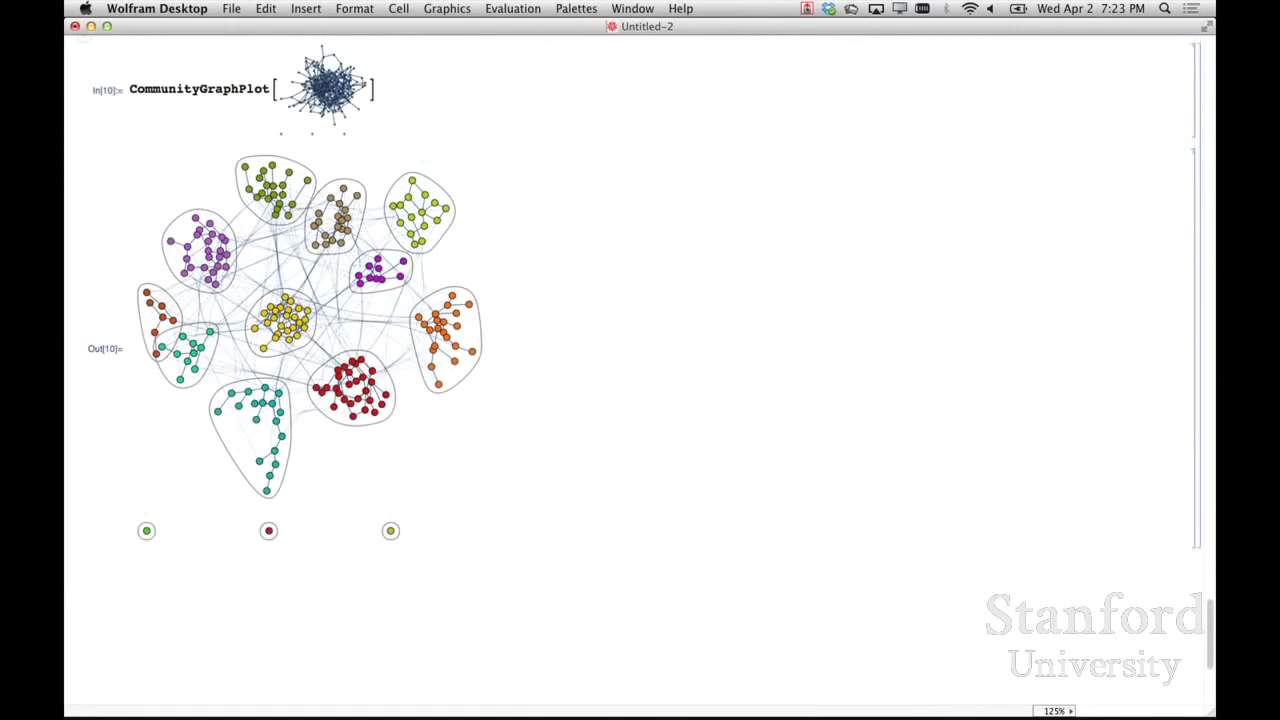 Wolfram Desktop File Edit Insert Format Cell Graphics Evaluation Palettes Window Help Wed Apr 2 7:23 PM
Untitled-2
In[10]:= CommunityGraphPlot[ ]
Out[10]=
Stanford
University
125%